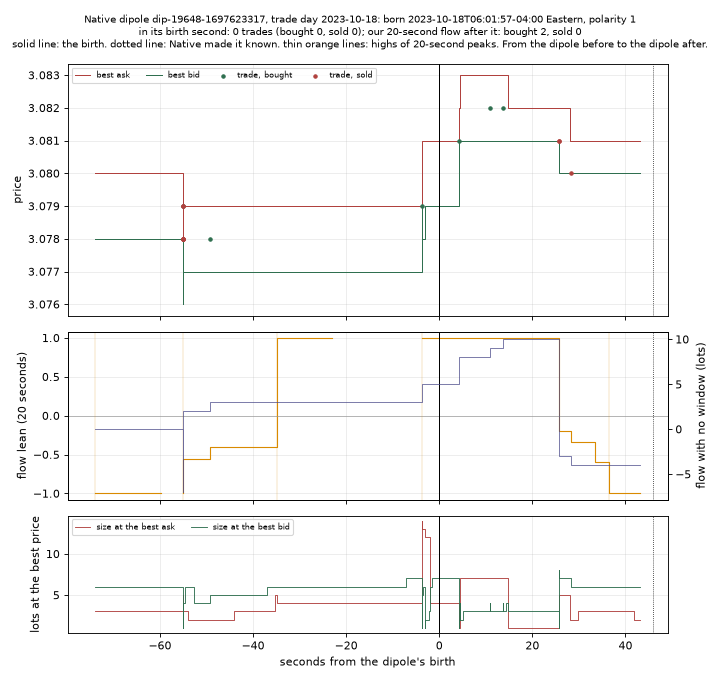 Native dipole dip-19648-1697623317, trade day 2023-10-18: born 2023-10-18T06:01:57-04:00 Eastern, polarity 1
in its birth second: 0 trades (bought 0, sold 0); our 20-second flow after it: bought 2, sold 0
solid line: the birth. dotted line: Native made it known. thin orange lines: highs of 20-second peaks. From the dipole before to the dipole after.
best ask
best bid
trade, bought
trade, sold
3.083
3.082
3.081
3.080
3.079
3.078
3.077
3.076
price
1.0
0.5
0.0
−0.5
−1.0
flow lean (20 seconds)
10
5
0
−5
flow with no window (lots)
size at the best ask
size at the best bid
10
5
lots at the best price
−60
−40
−20
0
20
40
seconds from the dipole's birth